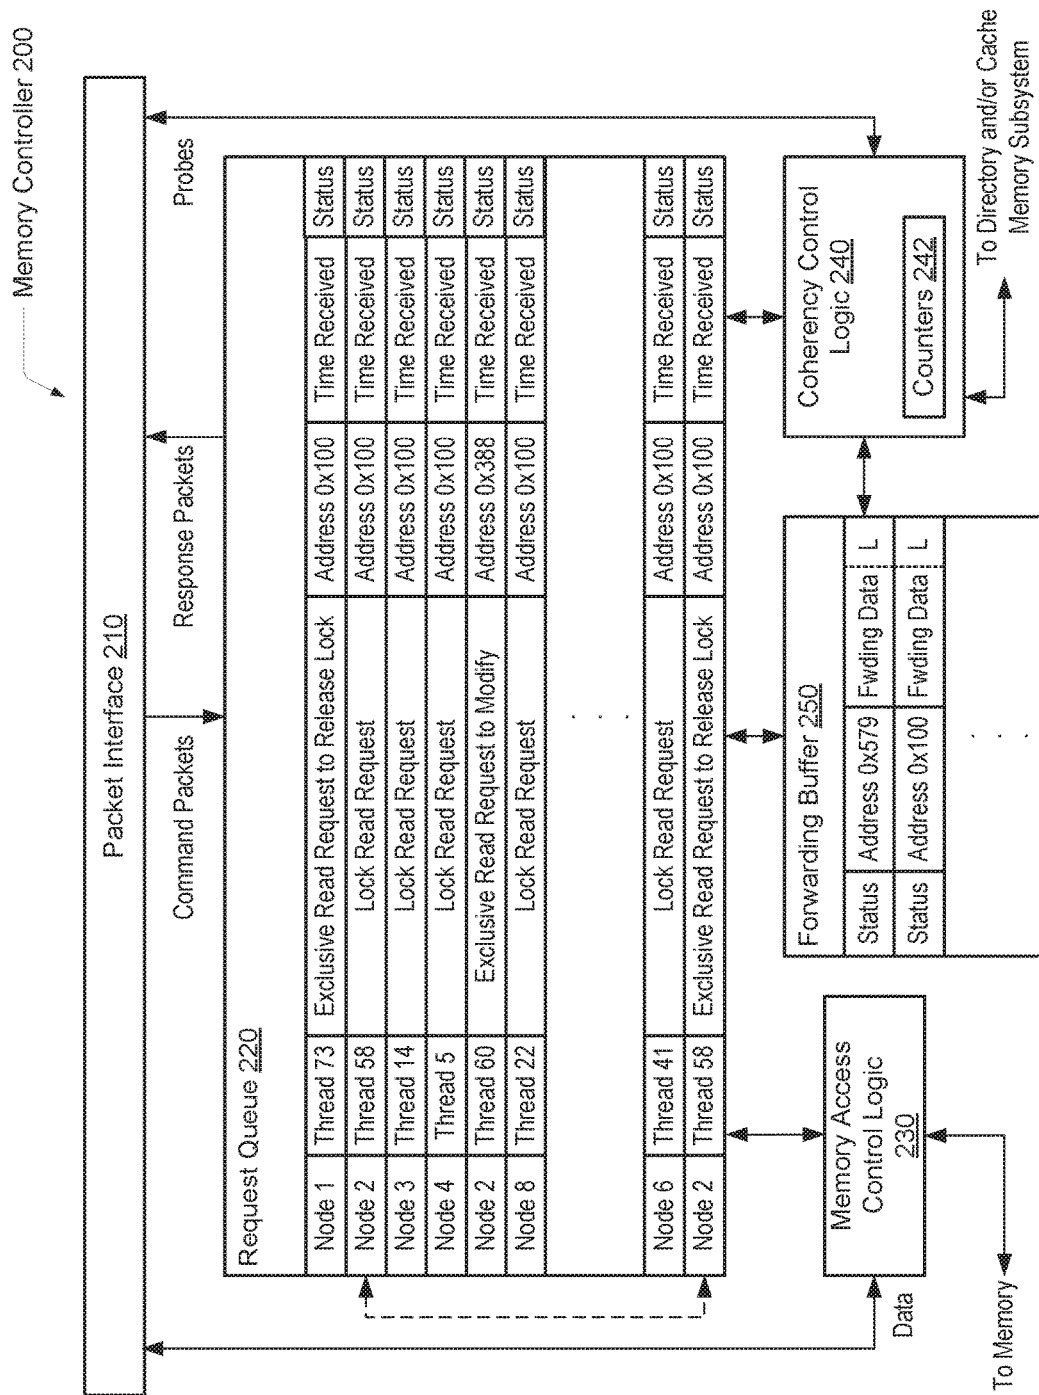 Memory Controller 200
Packet Interface 210
Command Packets
Response Packets
Probes
Request Queue 220
Node 1 Thread 73 Exclusive Read Request to Release Lock Address 0x100 Time Received Status
Node 2 Thread 58 Lock Read Request Address 0x100 Time Received Status
Node 3 Thread 14 Lock Read Request Address 0x100 Time Received Status
Node 4 Thread 5 Lock Read Request Address 0x100 Time Received Status
Node 2 Thread 60 Exclusive Read Request to Modify Address 0x388 Time Received Status
Node 8 Thread 22 Lock Read Request Address 0x100 Time Received Status
Node 6 Thread 41 Lock Read Request Address 0x100 Time Received Status
Node 2 Thread 58 Exclusive Read Request to Release Lock Address 0x100 Time Received Status
Data
Memory Access
Control Logic
230
To Memory
Forwarding Buffer 250
Status Address 0x579 Fwding Data L
Status Address 0x100 Fwding Data L
Coherency Control
Logic 240
Counters 242
To Directory and/or Cache
Memory Subsystem